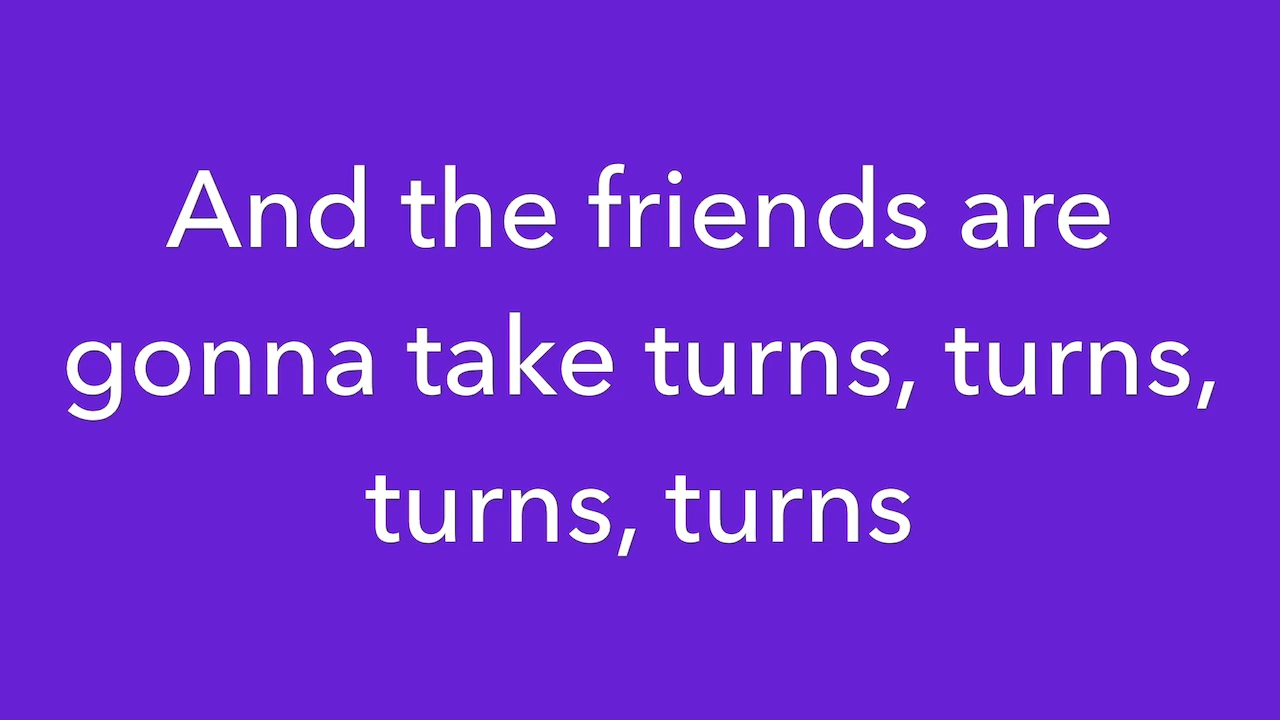 And the friends are
gonna take turns, turns,
turns, turns